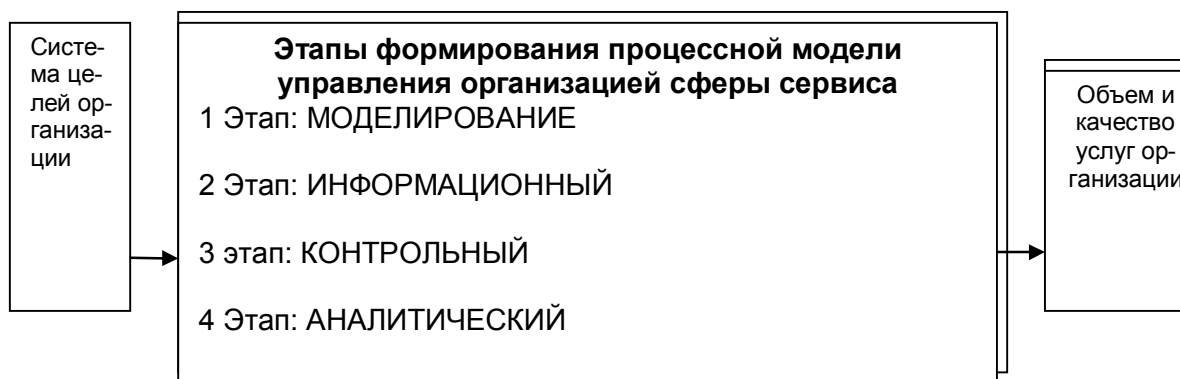 Систе-
ма це-
лей ор-
ганиза-
ции
Этапы формирования процессной модели
управления организацией сферы сервиса
1 Этап: МОДЕЛИРОВАНИЕ
2 Этап: ИНФОРМАЦИОННЫЙ
3 этап: КОНТРОЛЬНЫЙ
4 Этап: АНАЛИТИЧЕСКИЙ
Объем и
качество
услуг ор-
ганизации